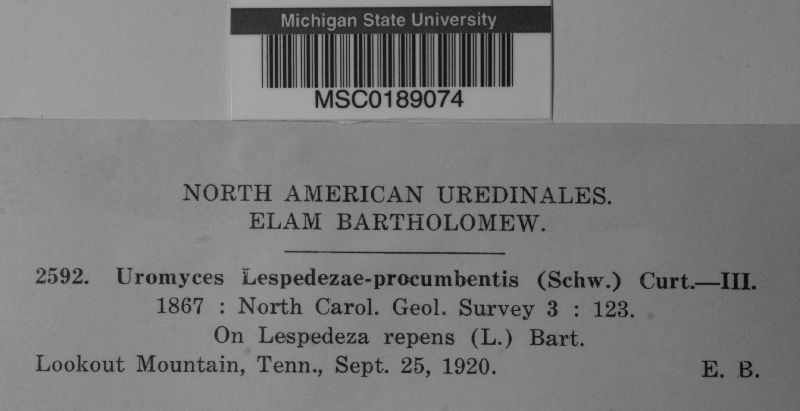 Michigan State University
MSC0189074
NORTH AMERICAN UREDINALES.
ELAM BARTHOLOMEW.
2592. Uromyces Lespedezae-procumbentis (Schw.) Curt.—III.
1867 : North Carol. Geol. Survey 3 : 123.
On Lespedeza repens (L.) Bart.
Lookout Mountain, Tenn., Sept. 25, 1920. E. B.